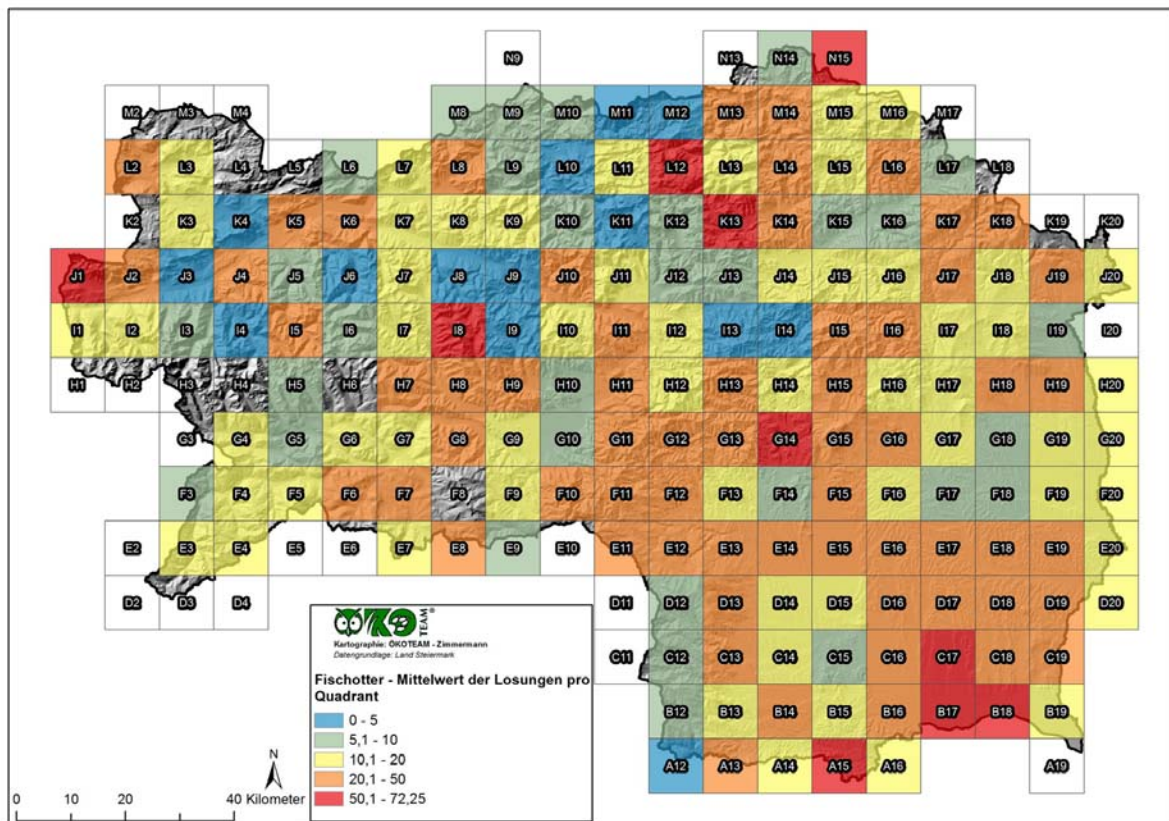 N9 N13 N14 N15
M2 M3 M4 M8 M9 M10 M11 M12 M13 M14 M15 M16 M17
L2 L3 L4 L5 L6 L7 L8 L9 L10 L11 L12 L13 L14 L15 L16 L17 L18
K2 K3 K4 K5 K6 K7 K8 K9 K10 K11 K12 K13 K14 K15 K16 K17 K18 K19 K20
J1 J2 J3 J4 J5 J6 J7 J8 J9 J10 J11 J12 J13 J14 J15 J16 J17 J18 J19 J20
I1 I2 I3 I4 I5 I6 I7 I8 I9 I10 I11 I12 I13 I14 I15 I16 I17 I18 I19 I20
H1 H2 H3 H4 H5 H6 H7 H8 H9 H10 H11 H12 H13 H14 H15 H16 H17 H18 H19 H20
G3 G4 G5 G6 G7 G8 G9 G10 G11 G12 G13 G14 G15 G16 G17 G18 G19 G20
F3 F4 F5 F6 F7 F8 F9 F10 F11 F12 F13 F14 F15 F16 F17 F18 F19 F20
E2 E3 E4 E5 E6 E7 E8 E9 E10 E11 E12 E13 E14 E15 E16 E17 E18 E19 E20
D2 D3 D4 D11 D12 D13 D14 D15 D16 D17 D18 D19 D20
C11 C12 C13 C14 C15 C16 C17 C18 C19
B12 B13 B14 B15 B16 B17 B18 B19
A12 A13 A14 A15 A16 A19
ÖKO TEAM®
Kartographie: ÖKOTEAM - Zimmermann
Datengrundlage: Land Steiermark
Fischotter - Mittelwert der Losungen pro
Quadrant
0 - 5
5,1 - 10
10,1 - 20
20,1 - 50
50,1 - 72,25
N
0 10 20 40 Kilometer